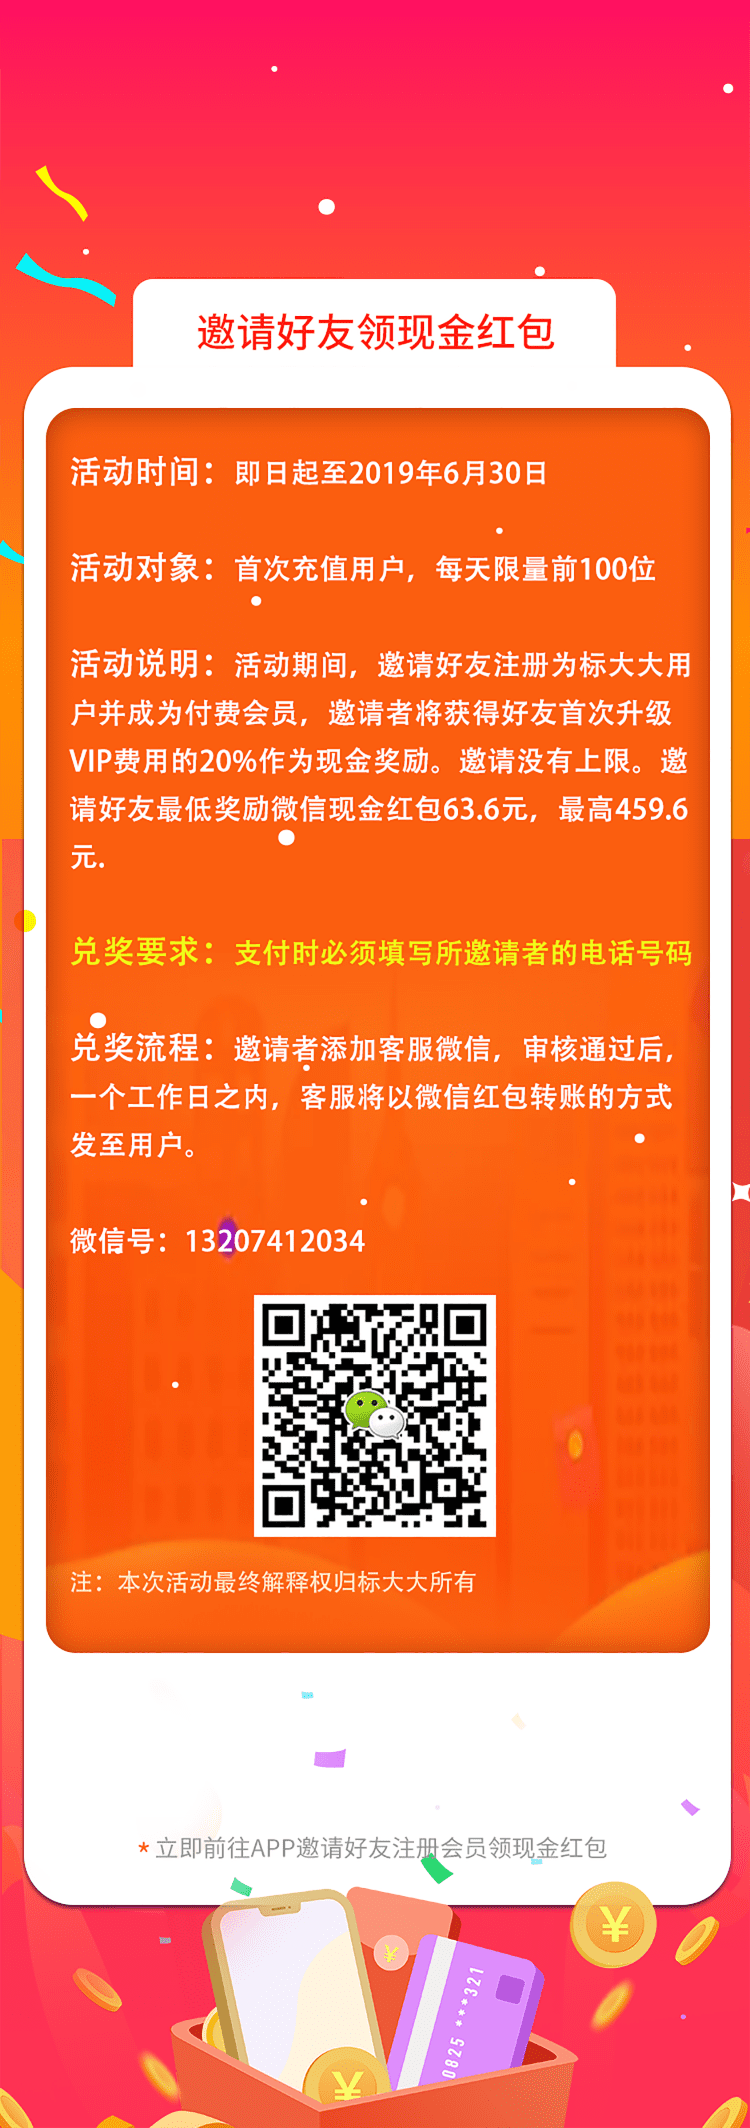 邀请好友领现金红包
活动时间：即日起至2019年6月30日
活动对象：首次充值用户，每天限量前100位
活动说明：活动期间，邀请好友注册为标大大用
户并成为付费会员，邀请者将获得好友首次升级
VIP费用的20%作为现金奖励。邀请没有上限。邀
请好友最低奖励微信现金红包63.6元，最高459.6
元.
兑奖要求：支付时必须填写所邀请者的电话号码
兑奖流程：邀请者添加客服微信，审核通过后，
一个工作日之内，客服将以微信红包转账的方式
发至用户。
微信号：13207412034
注：本次活动最终解释权归标大大所有
* 立即前往APP邀请好友注册会员领现金红包
¥
¥
0825 ***321
¥